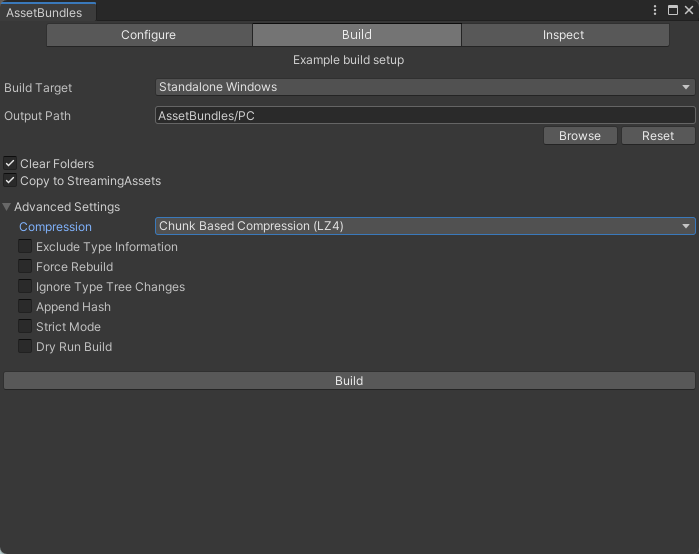 AssetBundles
Configure Build Inspect
Example build setup
Build Target Standalone Windows
Output Path AssetBundles/PC
Browse Reset
Clear Folders
Copy to StreamingAssets
Advanced Settings
Compression Chunk Based Compression (LZ4)
Exclude Type Information
Force Rebuild
Ignore Type Tree Changes
Append Hash
Strict Mode
Dry Run Build
Build